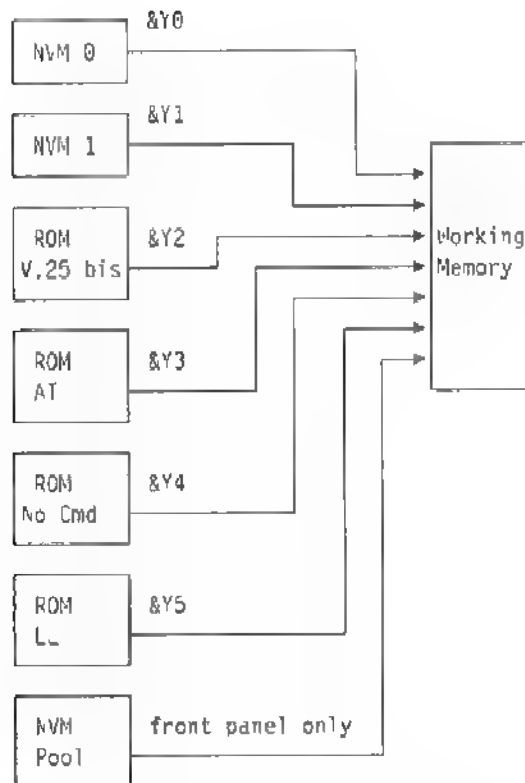 &Y0
NVM 0
&Y1
NVM 1
ROM
V.25 bis
&Y2
Working
Memory
ROM
AT
&Y3
ROM
No Cmd
&Y4
ROM
LL
&Y5
NVM
Pool
front panel only